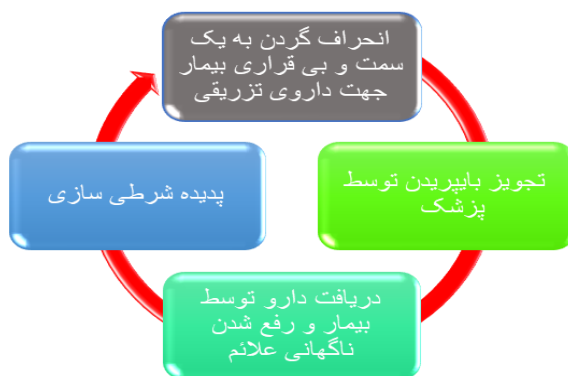 انحراف گردن به یک
سمت و بی قراری بیمار
جهت داروی تزریقی
تجویز بایپریدن توسط
پزشک
دریافت دارو توسط
بیمار و رفع شدن
ناگهانی علائم
پدیده شرطی سازی